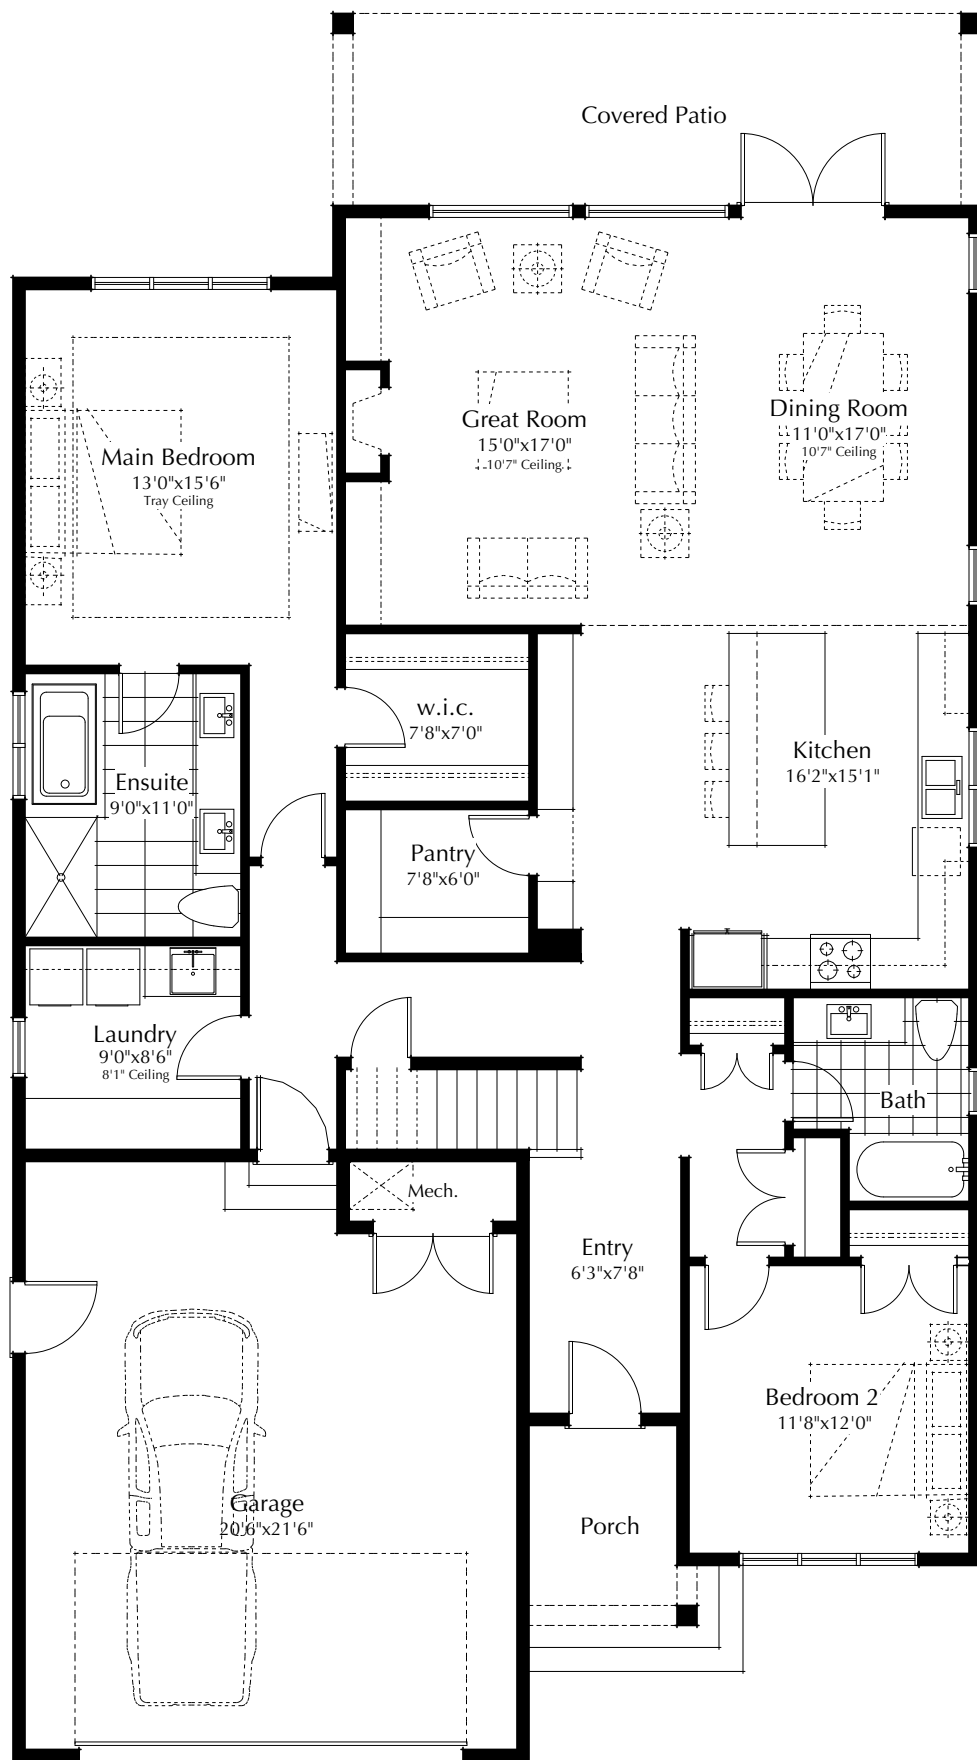 Covered Patio
Great Room
15'0"x17'0"
10'7" Ceiling
Dining Room
11'0"x17'0"
10'7" Ceiling
Main Bedroom
13'0"x15'6"
Tray Ceiling
w.i.c.
7'8"x7'0"
Kitchen
16'2"x15'1"
Ensuite
9'0"x11'0"
Pantry
7'8"x6'0"
Laundry
9'0"x8'6"
8'1" Ceiling
Bath
Mech.
Entry
6'3"x7'8"
Bedroom 2
11'8"x12'0"
Garage
20'6"x21'6"
Porch